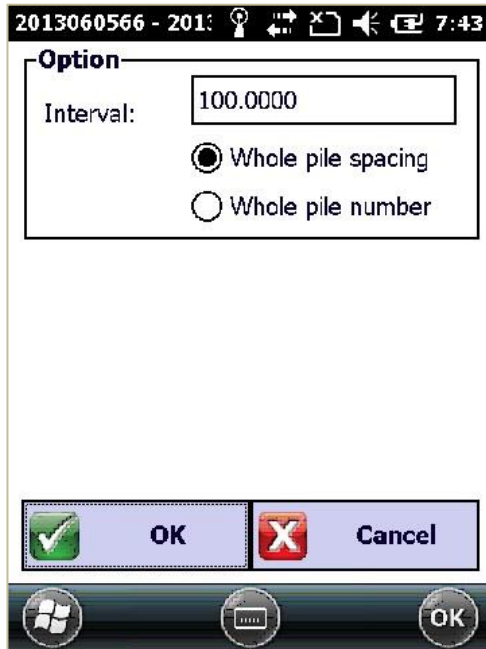 2013060566 - 201: 7:43
Option
Interval: 100.0000
Whole pile spacing
Whole pile number
OK Cancel
OK